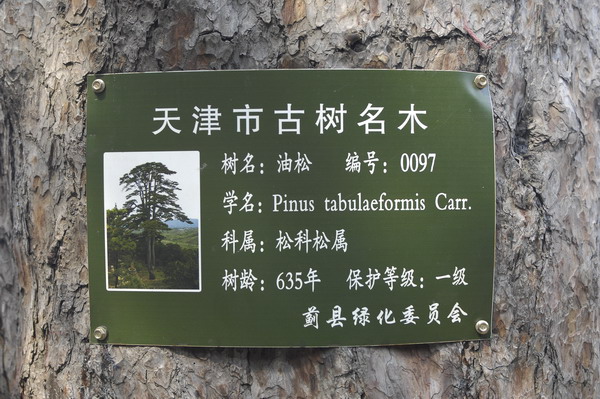 天津市古树名木
树名：油松 编号：0097
学名：Pinus tabulaeformis Carr.
科属：松科松属
树龄：635年 保护等级：一级
蓟县绿化委员会